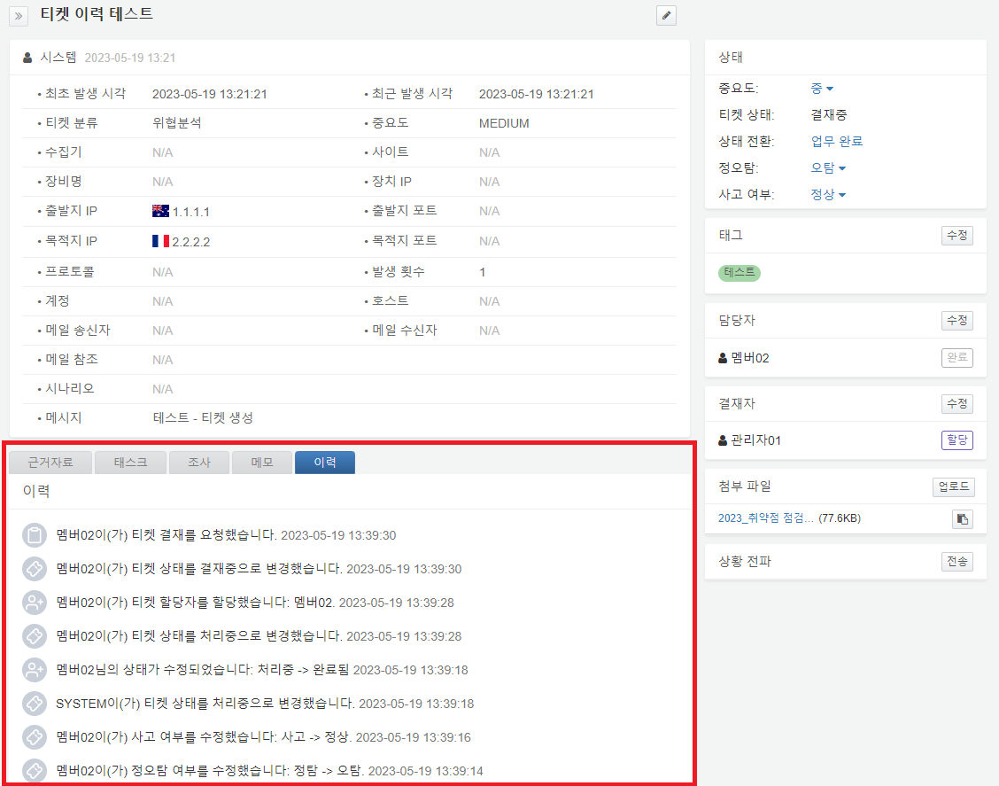 티켓 이력 테스트
시스템 2023-05-19 13:21
• 최초 발생 시각 2023-05-19 13:21:21 • 최근 발생 시각 2023-05-19 13:21:21
• 티켓 분류 위협분석 • 중요도 MEDIUM
• 수집기 N/A • 사이트 N/A
• 장비명 N/A • 장치 IP N/A
• 출발지 IP 1.1.1.1 • 출발지 포트 N/A
• 목적지 IP 2.2.2.2 • 목적지 포트 N/A
• 프로토콜 N/A • 발생 횟수 1
• 계정 N/A • 호스트 N/A
• 메일 송신자 N/A • 메일 수신자 N/A
• 메일 참조 N/A
• 시나리오 N/A
• 메시지 테스트 - 티켓 생성
근거자료 태스크 조사 메모 이력
이력
멤버02이(가) 티켓 결재를 요청했습니다. 2023-05-19 13:39:30
멤버02이(가) 티켓 상태를 결재중으로 변경했습니다. 2023-05-19 13:39:30
멤버02이(가) 티켓 할당자를 할당했습니다: 멤버02. 2023-05-19 13:39:28
멤버02이(가) 티켓 상태를 처리중으로 변경했습니다. 2023-05-19 13:39:28
멤버02님의 상태가 수정되었습니다: 처리중 -> 완료됨 2023-05-19 13:39:18
SYSTEM이(가) 티켓 상태를 처리중으로 변경했습니다. 2023-05-19 13:39:18
멤버02이(가) 사고 여부를 수정했습니다: 사고 -> 정상. 2023-05-19 13:39:16
멤버02이(가) 정오탐 여부를 수정했습니다: 정탐 -> 오탐. 2023-05-19 13:39:14
상태
중요도: 중
티켓 상태: 결재중
상태 전환: 업무 완료
정오탐: 오탐
사고 여부: 정상
태그 수정
테스트
담당자 수정
멤버02 완료
결재자 수정
관리자01 할당
첨부 파일 업로드
2023_취약점 점검... (77.6KB)
상황 전파 전송